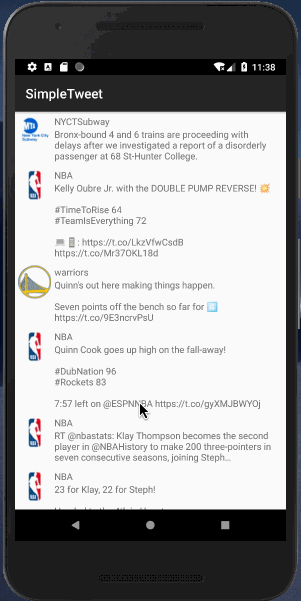 11:38
SimpleTweet
NYCTSubway
Bronx-bound 4 and 6 trains are proceeding with
delays after we investigated a report of a disorderly
passenger at 68 St-Hunter College.
NBA
Kelly Oubre Jr. with the DOUBLE PUMP REVERSE! 💥
#TimeToRise 64
#TeamIsEverything 72
💻📱: https://t.co/LkzVfwCsdB
https://t.co/Mr37OKL18d
warriors
Quinn's out here making things happen.
Seven points off the bench so far for
https://t.co/9E3ncrvPsU
NBA
Quinn Cook goes up high on the fall-away!
#DubNation 96
#Rockets 83
7:57 left on @ESPNNBA https://t.co/gyXMJBWYOj
NBA
RT @nbastats: Klay Thompson becomes the second
player in @NBAHistory to make 200 three-pointers in
seven consecutive seasons, joining Steph…
NBA
23 for Klay, 22 for Steph!